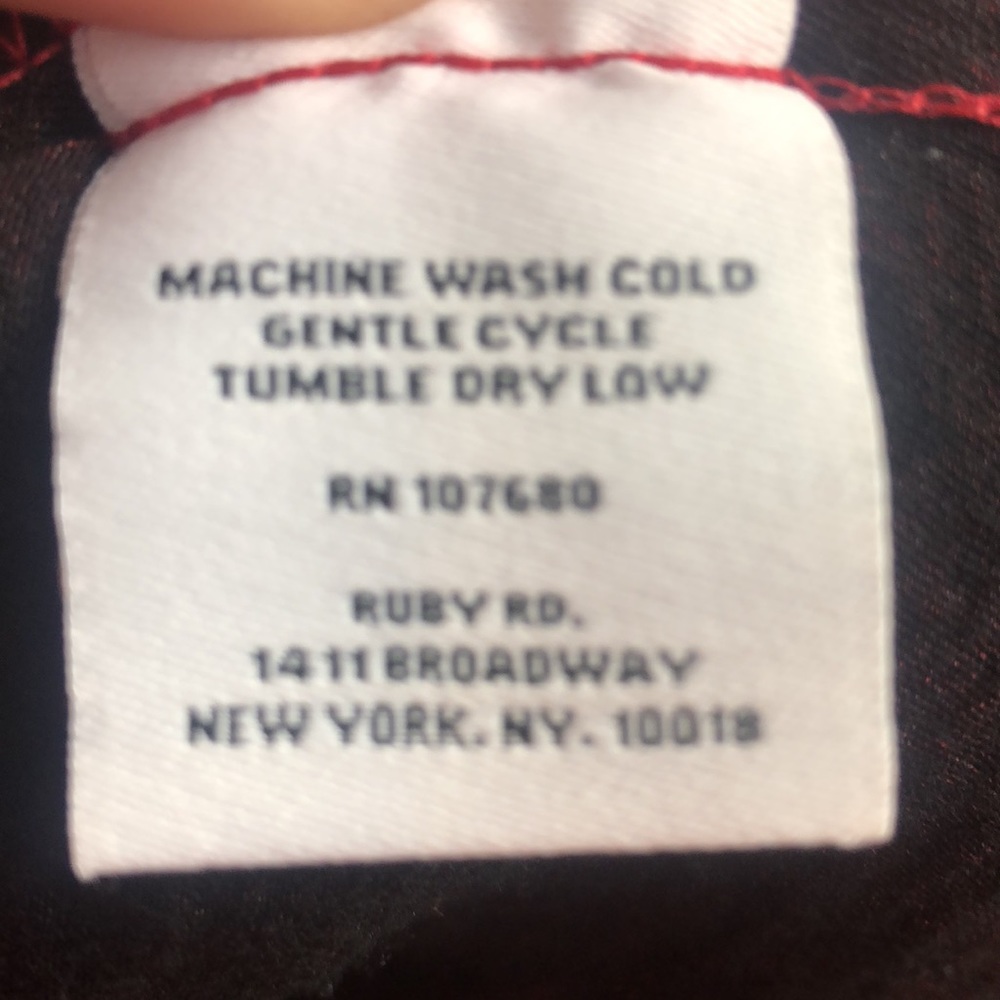 MACHINE WASH COLD
GENTLE CYCLE
TUMBLE DRY LOW
RN 107680
RUBY RD.
1411 BROADWAY
NEW YORK. NY. 10018